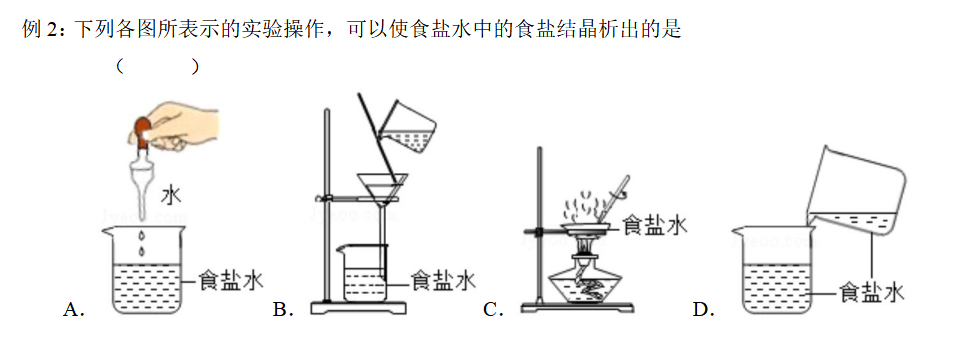 例 2：下列各图所表示的实验操作，可以使食盐水中的食盐结晶析出的是
（ ）
水
食盐水
A.
食盐水
B.
食盐水
C.
食盐水
D.